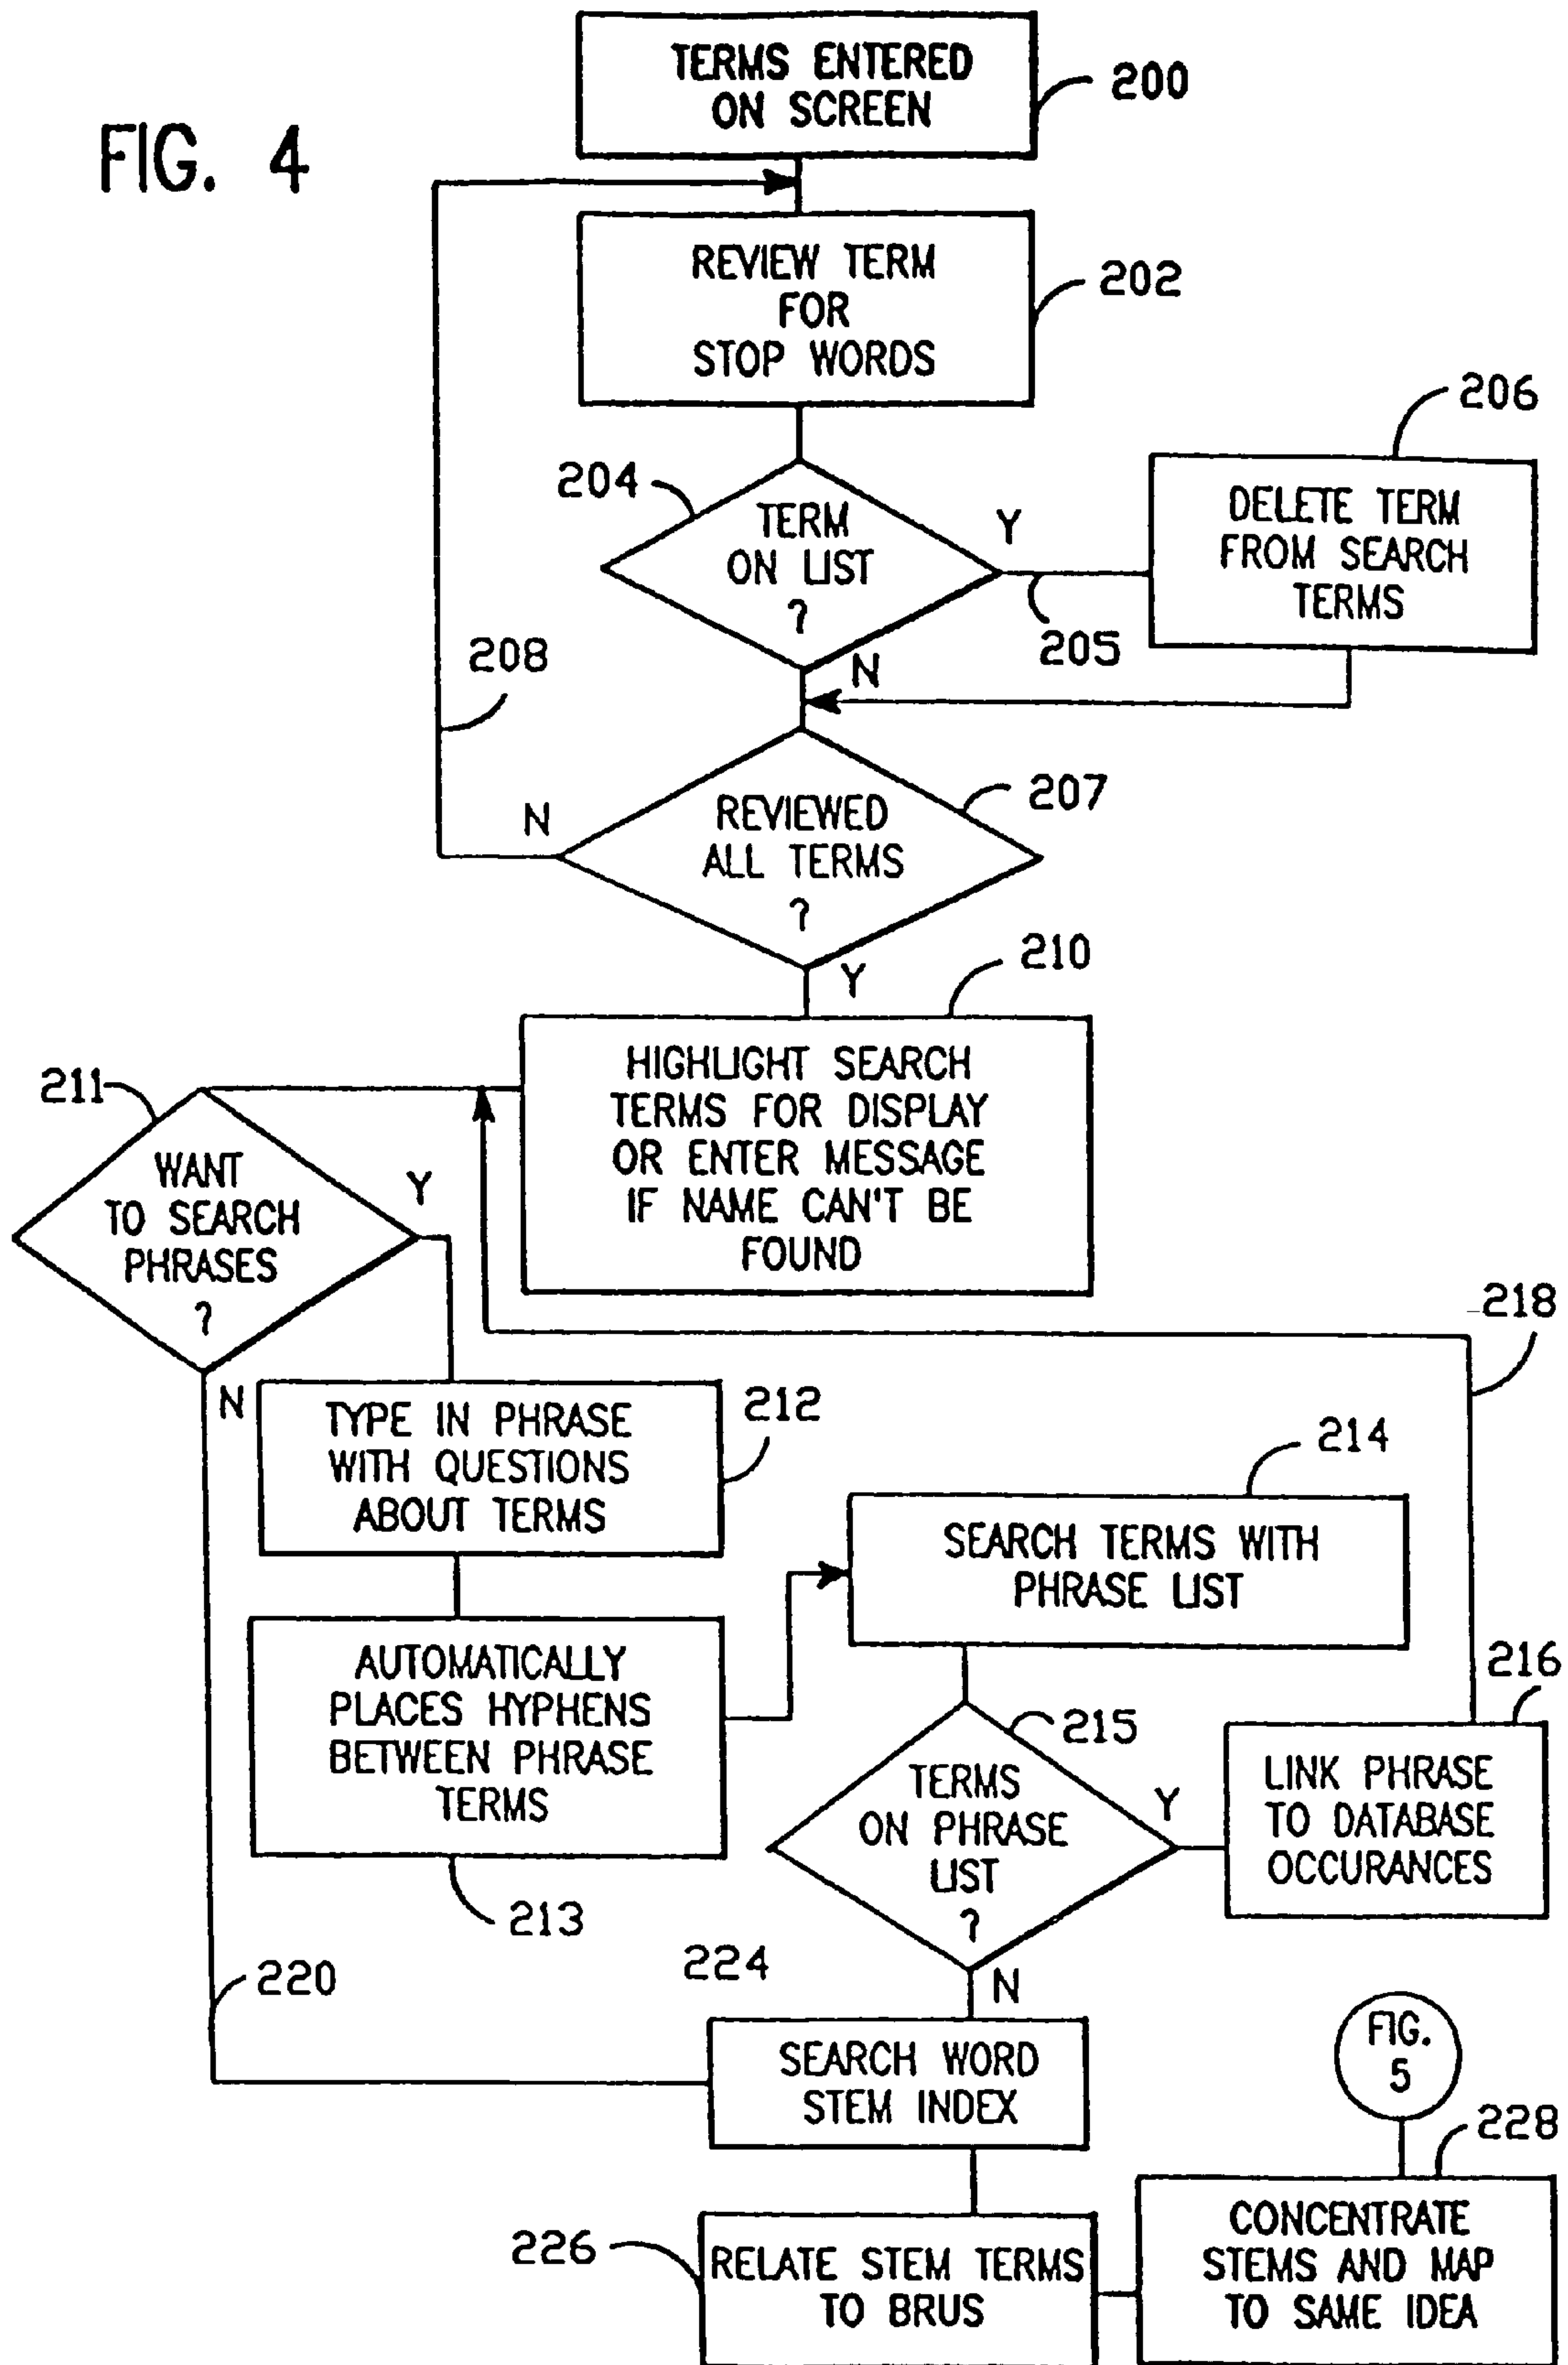 FIG. 4
TERMS ENTERED
ON SCREEN
200
REVIEW TERM
FOR
STOP WORDS
202
204
TERM
ON LIST
?
Y
N
205
206
DELETE TERM
FROM SEARCH
TERMS
208
207
REVIEWED
ALL TERMS
?
N
Y
210
HIGHLIGHT SEARCH
TERMS FOR DISPLAY
OR ENTER MESSAGE
IF NAME CAN'T BE
FOUND
211
WANT
TO SEARCH
PHRASES
?
Y
N
218
212
TYPE IN PHRASE
WITH QUESTIONS
ABOUT TERMS
214
SEARCH TERMS WITH
PHRASE LIST
AUTOMATICALLY
PLACES HYPHENS
BETWEEN PHRASE
TERMS
213
215
TERMS
ON PHRASE
LIST
?
Y
N
216
LINK PHRASE
TO DATABASE
OCCURANCES
220
224
SEARCH WORD
STEM INDEX
FIG.
5
226
RELATE STEM TERMS
TO BRUS
228
CONCENTRATE
STEMS AND MAP
TO SAME IDEA